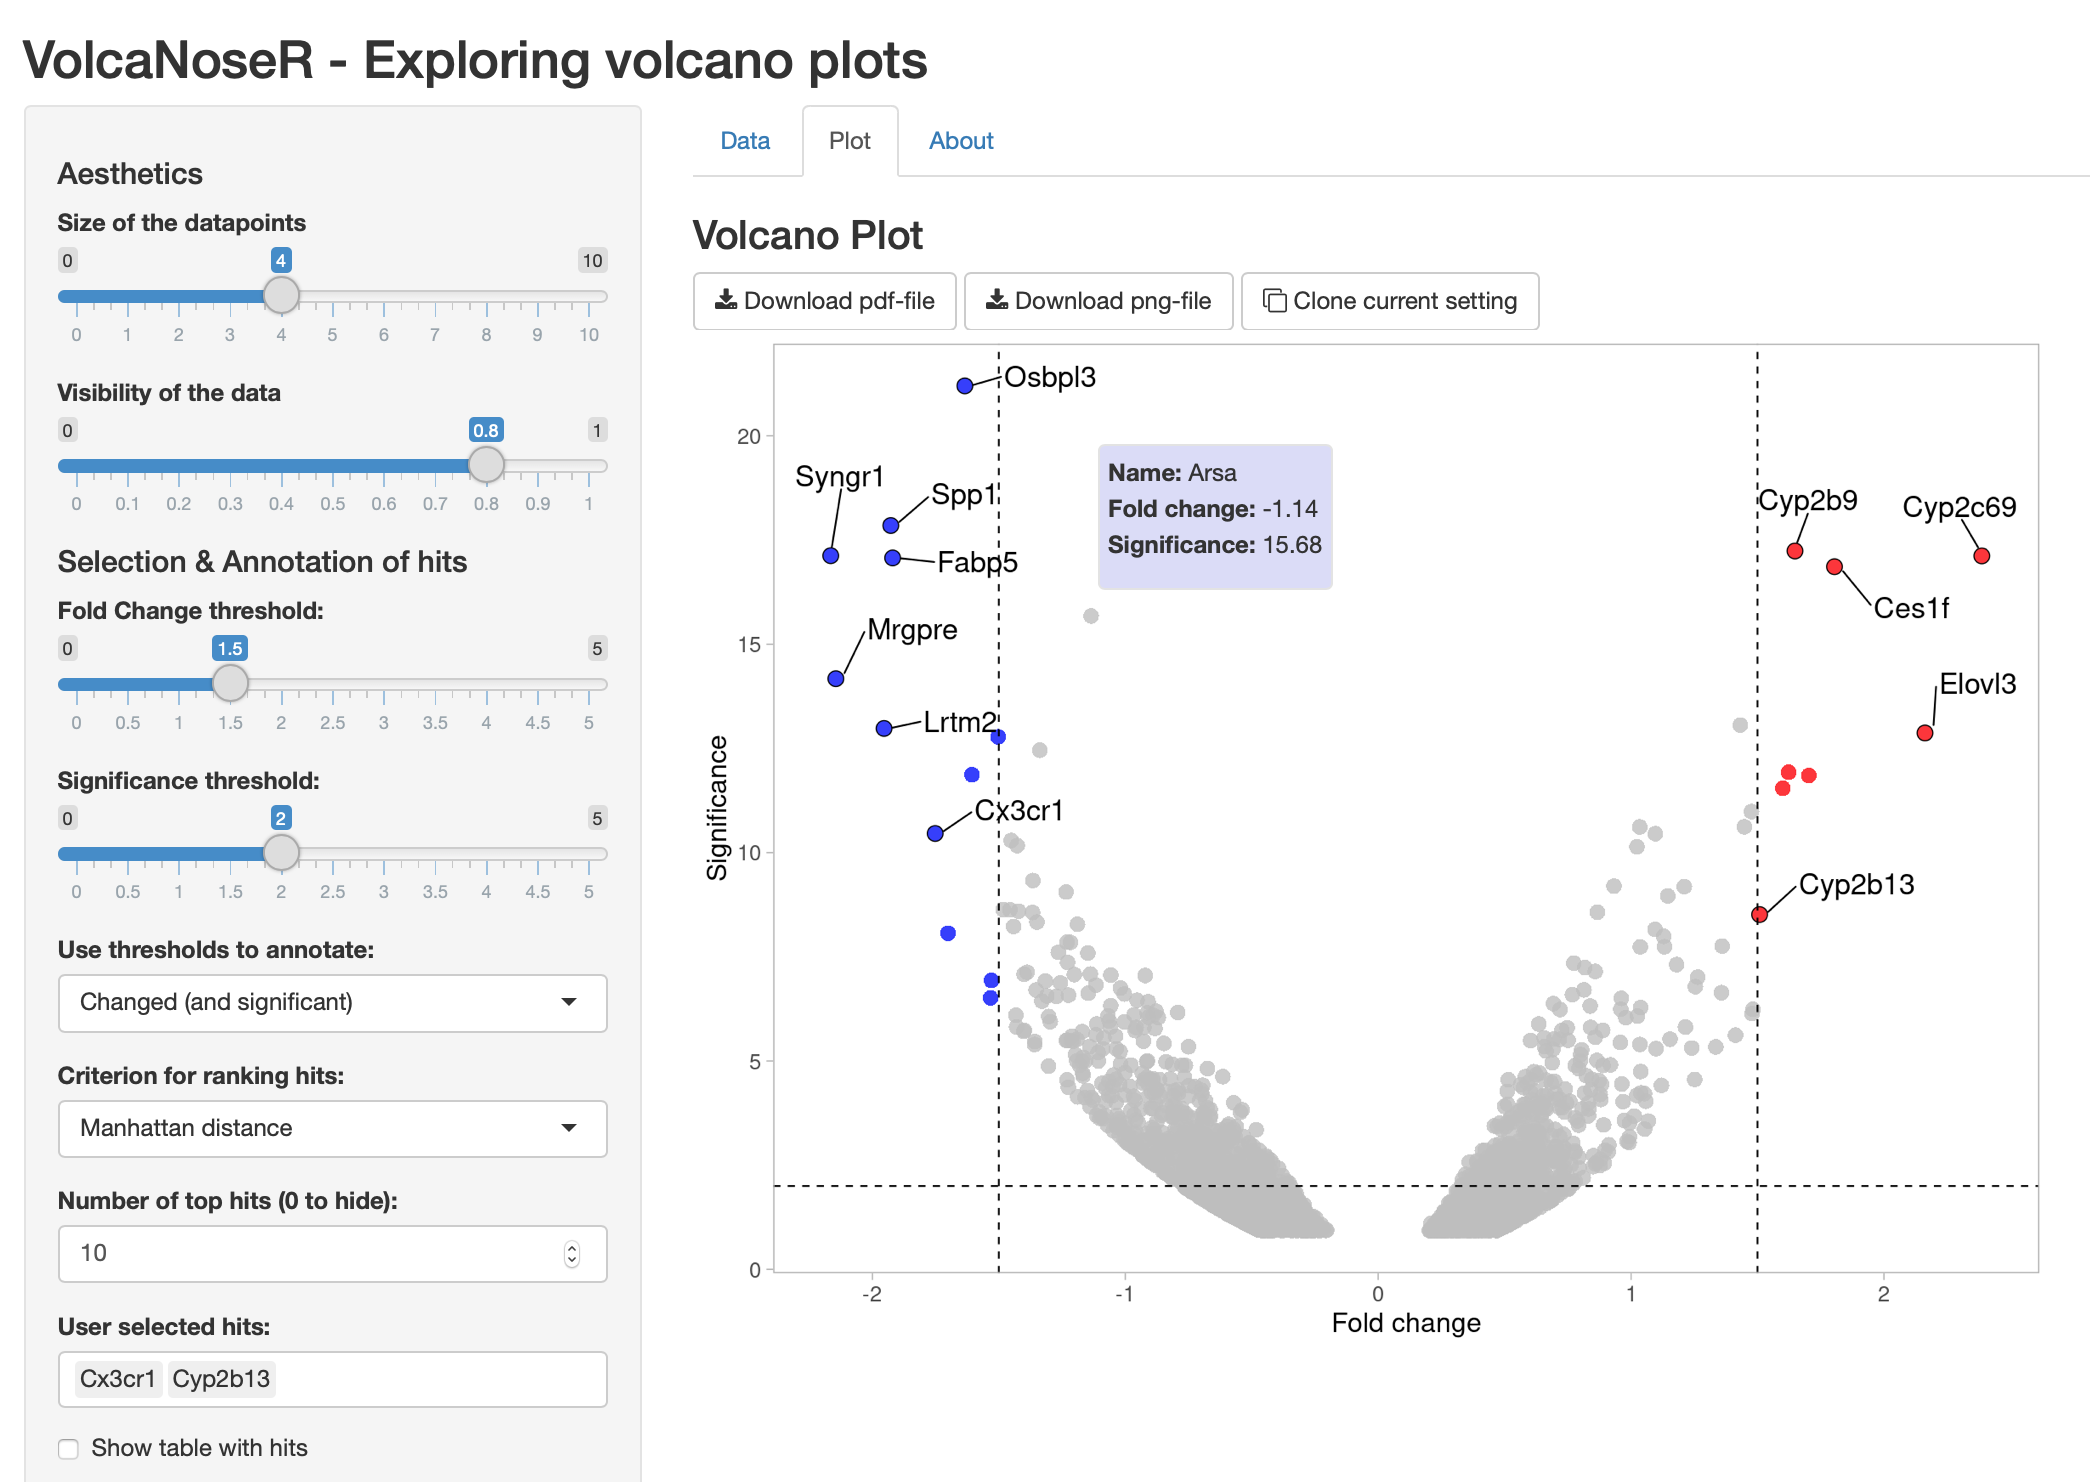 VolcaNoseR - Exploring volcano plots
Aesthetics
Size of the datapoints
0 4 10
0 1 2 3 4 5 6 7 8 9 10
Visibility of the data
0 0.8 1
0 0.1 0.2 0.3 0.4 0.5 0.6 0.7 0.8 0.9 1
Selection & Annotation of hits
Fold Change threshold:
0 1.5 5
0 0.5 1 1.5 2 2.5 3 3.5 4 4.5 5
Significance threshold:
0 2 5
0 0.5 1 1.5 2 2.5 3 3.5 4 4.5 5
Use thresholds to annotate:
Changed (and significant)
Criterion for ranking hits:
Manhattan distance
Number of top hits (0 to hide):
10
User selected hits:
Cx3cr1 Cyp2b13
Show table with hits
Data Plot About
Volcano Plot
Download pdf-file Download png-file Clone current setting
Osbpl3
20
Name: Arsa
Fold change: -1.14
Significance: 15.68
Syngr1
Spp1
Fabp5
Cyp2b9
Cyp2c69
Ces1f
Mrgpre
15
Elovl3
Lrtm2
Cx3cr1
Significance
10
Cyp2b13
5
0
-2 -1 0 1 2
Fold change